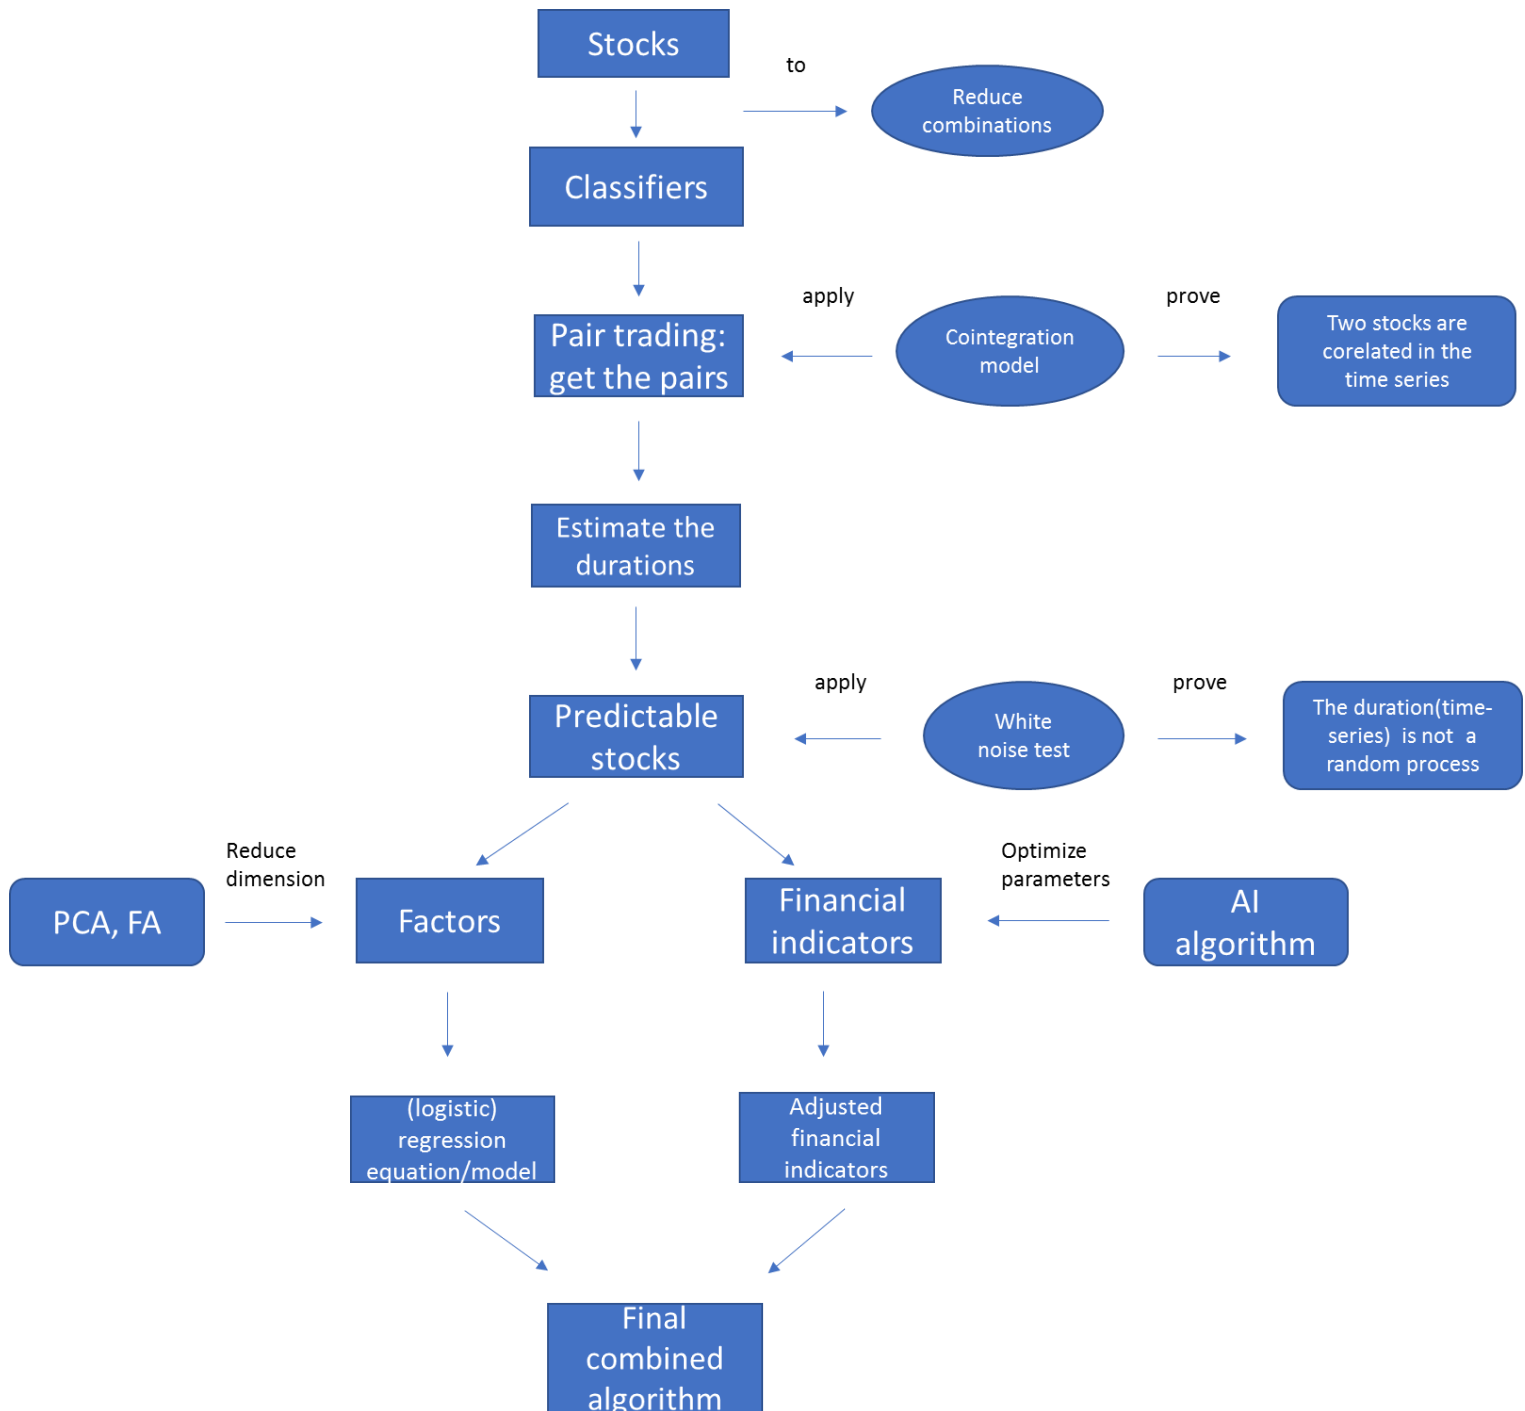 Stocks
to
Reduce
combinations
Classifiers
apply
prove
Pair trading:
get the pairs
Cointegration
model
Two stocks are
corelated in the
time series
Estimate the
durations
apply
prove
Predictable
stocks
White
noise test
The duration(time-
series)  is not  a
random process
Reduce
dimension
Optimize
parameters
PCA, FA
Factors
Financial
indicators
AI
algorithm
(logistic)
regression
equation/model
Adjusted
financial
indicators
Final
combined
algorithm